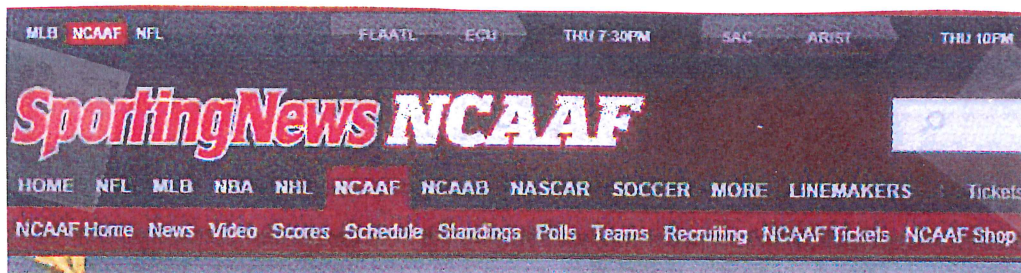 MLB NCAAF NFL FLAATL ECU THU 7:30PM SAC ARIST THU 10PM
SportingNews NCAAF
HOME NFL MLB NBA NHL NCAAF NCAAB NASCAR SOCCER MORE LINEMAKERS Tickets
NCAAF Home News Video Scores Schedule Standings Polls Teams Recruiting NCAAF Tickets NCAAF Shop